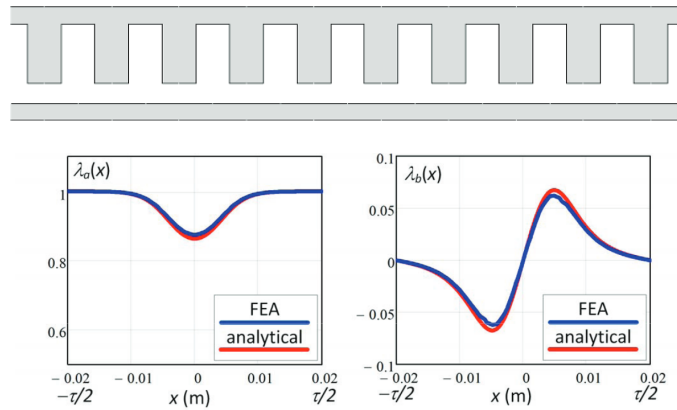 λa(x)
1
0.8
0.6
FEA
analytical
− 0.02 − 0.01 0 0.01 0.02
−τ/2 x (m) τ/2
0.1
λb(x)
0.05
0
− 0.05
− 0.1
FEA
analytical
− 0.02 − 0.01 0 0.01 0.02
−τ/2 x (m) τ/2